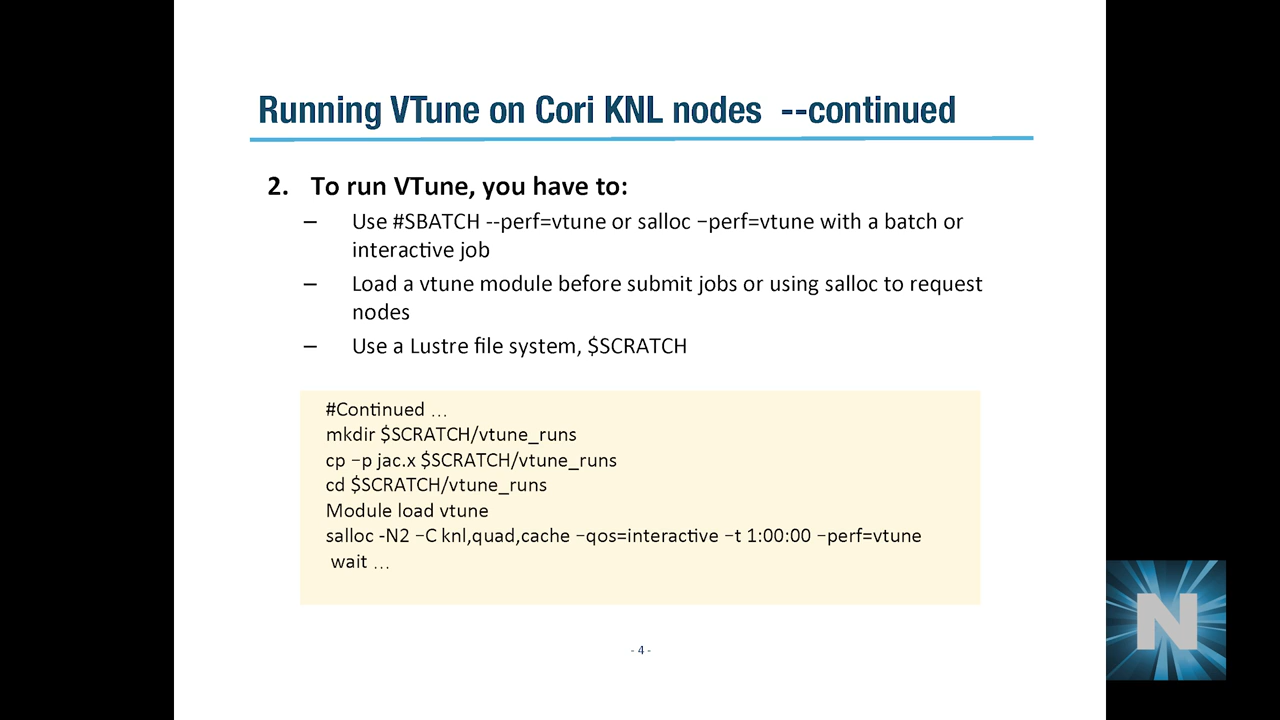 Running VTune on Cori KNL nodes --continued
2. To run VTune, you have to:
– Use #SBATCH --perf=vtune or salloc –perf=vtune with a batch or
interactive job
– Load a vtune module before submit jobs or using salloc to request
nodes
– Use a Lustre file system, $SCRATCH
#Continued ...
mkdir $SCRATCH/vtune_runs
cp –p jac.x $SCRATCH/vtune_runs
cd $SCRATCH/vtune_runs
Module load vtune
salloc -N2 –C knl,quad,cache –qos=interactive –t 1:00:00 –perf=vtune
wait ...
- 4 -
N